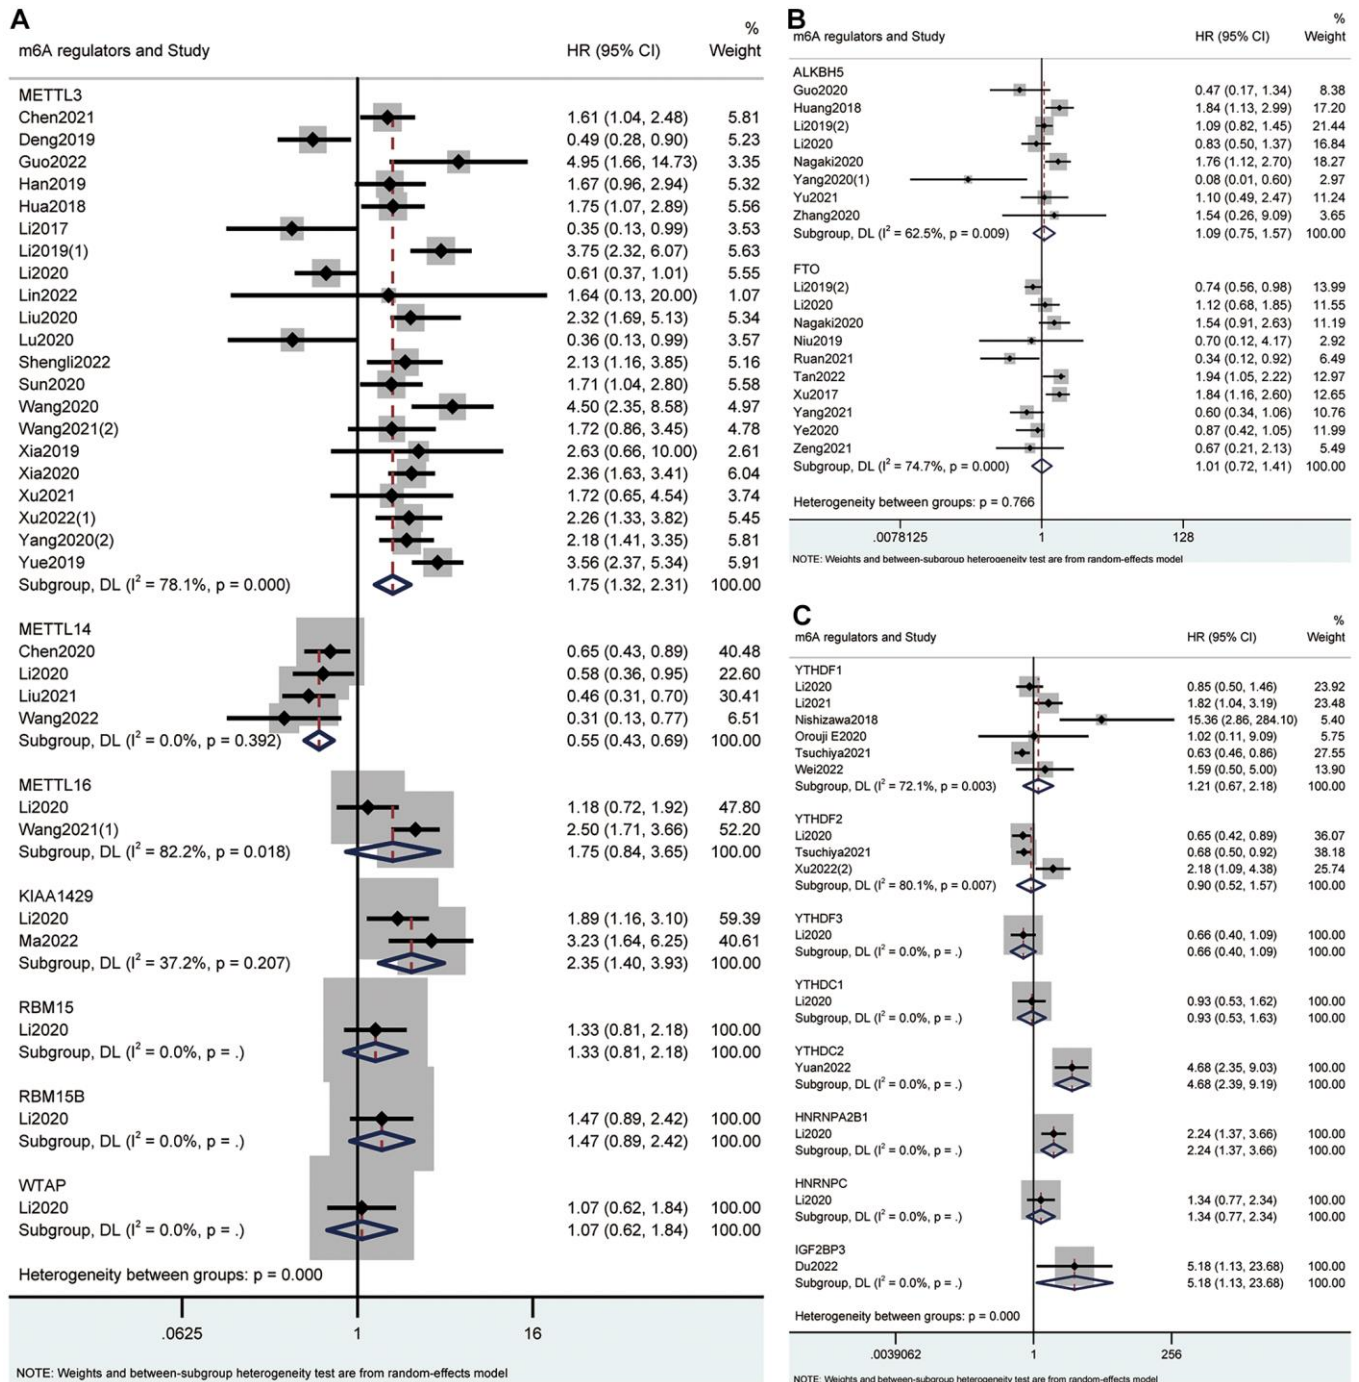 A
%
m6A regulators and Study HR (95% CI) Weight
METTL3
Chen2021 1.61 (1.04, 2.48) 5.81
Deng2019 0.49 (0.28, 0.90) 5.23
Guo2022 4.95 (1.66, 14.73) 3.35
Han2019 1.67 (0.96, 2.94) 5.32
Hua2018 1.75 (1.07, 2.89) 5.56
Li2017 0.35 (0.13, 0.99) 3.53
Li2019(1) 3.75 (2.32, 6.07) 5.63
Li2020 0.61 (0.37, 1.01) 5.55
Lin2022 1.64 (0.13, 20.00) 1.07
Liu2020 2.32 (1.69, 5.13) 5.34
Lu2020 0.36 (0.13, 0.99) 3.57
Shengli2022 2.13 (1.16, 3.85) 5.16
Sun2020 1.71 (1.04, 2.80) 5.58
Wang2020 4.50 (2.35, 8.58) 4.97
Wang2021(2) 1.72 (0.86, 3.45) 4.78
Xia2019 2.63 (0.66, 10.00) 2.61
Xia2020 2.36 (1.63, 3.41) 6.04
Xu2021 1.72 (0.65, 4.54) 3.74
Xu2022(1) 2.26 (1.33, 3.82) 5.45
Yang2020(2) 2.18 (1.41, 3.35) 5.81
Yue2019 3.56 (2.37, 5.34) 5.91
Subgroup, DL (I² = 78.1%, p = 0.000) 1.75 (1.32, 2.31) 100.00
METTL14
Chen2020 0.65 (0.43, 0.89) 40.48
Li2020 0.58 (0.36, 0.95) 22.60
Liu2021 0.46 (0.31, 0.70) 30.41
Wang2022 0.31 (0.13, 0.77) 6.51
Subgroup, DL (I² = 0.0%, p = 0.392) 0.55 (0.43, 0.69) 100.00
METTL16
Li2020 1.18 (0.72, 1.92) 47.80
Wang2021(1) 2.50 (1.71, 3.66) 52.20
Subgroup, DL (I² = 82.2%, p = 0.018) 1.75 (0.84, 3.65) 100.00
KIAA1429
Li2020 1.89 (1.16, 3.10) 59.39
Ma2022 3.23 (1.64, 6.25) 40.61
Subgroup, DL (I² = 37.2%, p = 0.207) 2.35 (1.40, 3.93) 100.00
RBM15
Li2020 1.33 (0.81, 2.18) 100.00
Subgroup, DL (I² = 0.0%, p = .) 1.33 (0.81, 2.18) 100.00
RBM15B
Li2020 1.47 (0.89, 2.42) 100.00
Subgroup, DL (I² = 0.0%, p = .) 1.47 (0.89, 2.42) 100.00
WTAP
Li2020 1.07 (0.62, 1.84) 100.00
Subgroup, DL (I² = 0.0%, p = .) 1.07 (0.62, 1.84) 100.00
Heterogeneity between groups: p = 0.000
.0625 1 16
NOTE: Weights and between-subgroup heterogeneity test are from random-effects model
B
%
m6A regulators and Study HR (95% CI) Weight
ALKBH5
Guo2020 0.47 (0.17, 1.34) 8.38
Huang2018 1.84 (1.13, 2.99) 17.20
Li2019(2) 1.09 (0.82, 1.45) 21.44
Li2020 0.83 (0.50, 1.37) 16.84
Nagaki2020 1.76 (1.12, 2.70) 18.27
Yang2020(1) 0.08 (0.01, 0.60) 2.97
Yu2021 1.10 (0.49, 2.47) 11.24
Zhang2020 1.54 (0.26, 9.09) 3.65
Subgroup, DL (I² = 62.5%, p = 0.009) 1.09 (0.75, 1.57) 100.00
FTO
Li2019(2) 0.74 (0.56, 0.98) 13.99
Li2020 1.12 (0.68, 1.85) 11.55
Nagaki2020 1.54 (0.91, 2.63) 11.19
Niu2019 0.70 (0.12, 4.17) 2.92
Ruan2021 0.34 (0.12, 0.92) 6.49
Tan2022 1.94 (1.05, 2.22) 12.97
Xu2017 1.84 (1.16, 2.60) 12.65
Yang2021 0.60 (0.34, 1.06) 10.76
Ye2020 0.87 (0.42, 1.05) 11.99
Zeng2021 0.67 (0.21, 2.13) 5.49
Subgroup, DL (I² = 74.7%, p = 0.000) 1.01 (0.72, 1.41) 100.00
Heterogeneity between groups: p = 0.766
.0078125 1 128
NOTE: Weights and between-subgroup heterogeneity test are from random-effects model
C
%
m6A regulators and Study HR (95% CI) Weight
YTHDF1
Li2020 0.85 (0.50, 1.46) 23.92
Li2021 1.82 (1.04, 3.19) 23.48
Nishizawa2018 15.36 (2.86, 284.10) 5.40
Orouji E2020 1.02 (0.11, 9.09) 5.75
Tsuchiya2021 0.63 (0.46, 0.86) 27.55
Wei2022 1.59 (0.50, 5.00) 13.90
Subgroup, DL (I² = 72.1%, p = 0.003) 1.21 (0.67, 2.18) 100.00
YTHDF2
Li2020 0.65 (0.42, 0.89) 36.07
Tsuchiya2021 0.68 (0.50, 0.92) 38.18
Xu2022(2) 2.18 (1.09, 4.38) 25.74
Subgroup, DL (I² = 80.1%, p = 0.007) 0.90 (0.52, 1.57) 100.00
YTHDF3
Li2020 0.66 (0.40, 1.09) 100.00
Subgroup, DL (I² = 0.0%, p = .) 0.66 (0.40, 1.09) 100.00
YTHDC1
Li2020 0.93 (0.53, 1.62) 100.00
Subgroup, DL (I² = 0.0%, p = .) 0.93 (0.53, 1.63) 100.00
YTHDC2
Yuan2022 4.68 (2.35, 9.03) 100.00
Subgroup, DL (I² = 0.0%, p = .) 4.68 (2.39, 9.19) 100.00
HNRNPA2B1
Li2020 2.24 (1.37, 3.66) 100.00
Subgroup, DL (I² = 0.0%, p = .) 2.24 (1.37, 3.66) 100.00
HNRNPC
Li2020 1.34 (0.77, 2.34) 100.00
Subgroup, DL (I² = 0.0%, p = .) 1.34 (0.77, 2.34) 100.00
IGF2BP3
Du2022 5.18 (1.13, 23.68) 100.00
Subgroup, DL (I² = 0.0%, p = .) 5.18 (1.13, 23.68) 100.00
Heterogeneity between groups: p = 0.000
.0039062 1 256
NOTE: Weights and between-subgroup heterogeneity test are from random-effects model